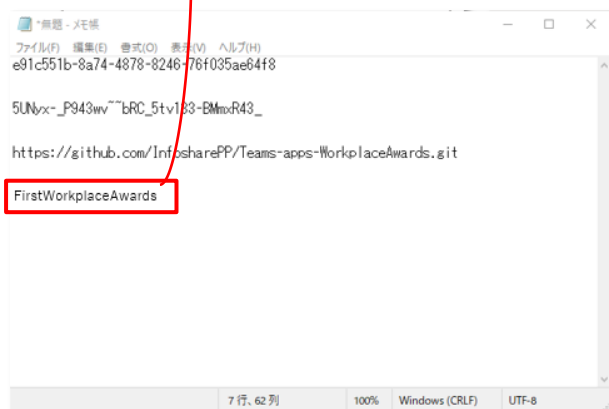 *無題 - メモ帳
ファイル(F) 編集(E) 書式(O) 表示(V) ヘルプ(H)
e91c551b-8a74-4878-8246-76f035ae64f8
5UNyx-_P943wv~~bRC_5tv183-BMmxR43_
https://github.com/InfosharePP/Teams-apps-WorkplaceAwards.git
FirstWorkplaceAwards
7 行、62 列 100% Windows (CRLF) UTF-8